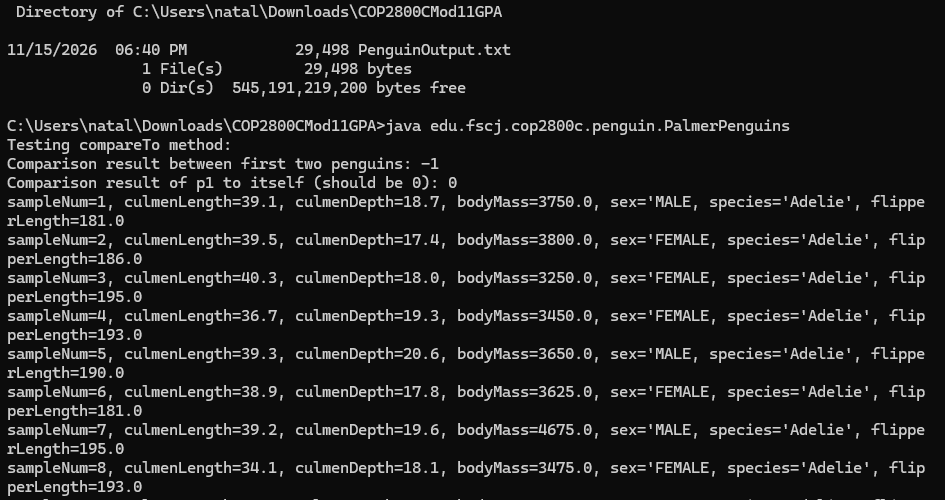 Directory of C:\Users\natal\Downloads\COP2800CMod11GPA
11/15/2026  06:40 PM            29,498 PenguinOutput.txt
1 File(s)         29,498 bytes
0 Dir(s)  545,191,219,200 bytes free
C:\Users\natal\Downloads\COP2800CMod11GPA>java edu.fscj.cop2800c.penguin.PalmerPenguins
Testing compareTo method:
Comparison result between first two penguins: -1
Comparison result of p1 to itself (should be 0): 0
sampleNum=1, culmenLength=39.1, culmenDepth=18.7, bodyMass=3750.0, sex='MALE, species='Adelie', flippe
rLength=181.0
sampleNum=2, culmenLength=39.5, culmenDepth=17.4, bodyMass=3800.0, sex='FEMALE, species='Adelie', flip
perLength=186.0
sampleNum=3, culmenLength=40.3, culmenDepth=18.0, bodyMass=3250.0, sex='FEMALE, species='Adelie', flip
perLength=195.0
sampleNum=4, culmenLength=36.7, culmenDepth=19.3, bodyMass=3450.0, sex='FEMALE, species='Adelie', flip
perLength=193.0
sampleNum=5, culmenLength=39.3, culmenDepth=20.6, bodyMass=3650.0, sex='MALE, species='Adelie', flippe
rLength=190.0
sampleNum=6, culmenLength=38.9, culmenDepth=17.8, bodyMass=3625.0, sex='FEMALE, species='Adelie', flip
perLength=181.0
sampleNum=7, culmenLength=39.2, culmenDepth=19.6, bodyMass=4675.0, sex='MALE, species='Adelie', flippe
rLength=195.0
sampleNum=8, culmenLength=34.1, culmenDepth=18.1, bodyMass=3475.0, sex='FEMALE, species='Adelie', flip
perLength=193.0